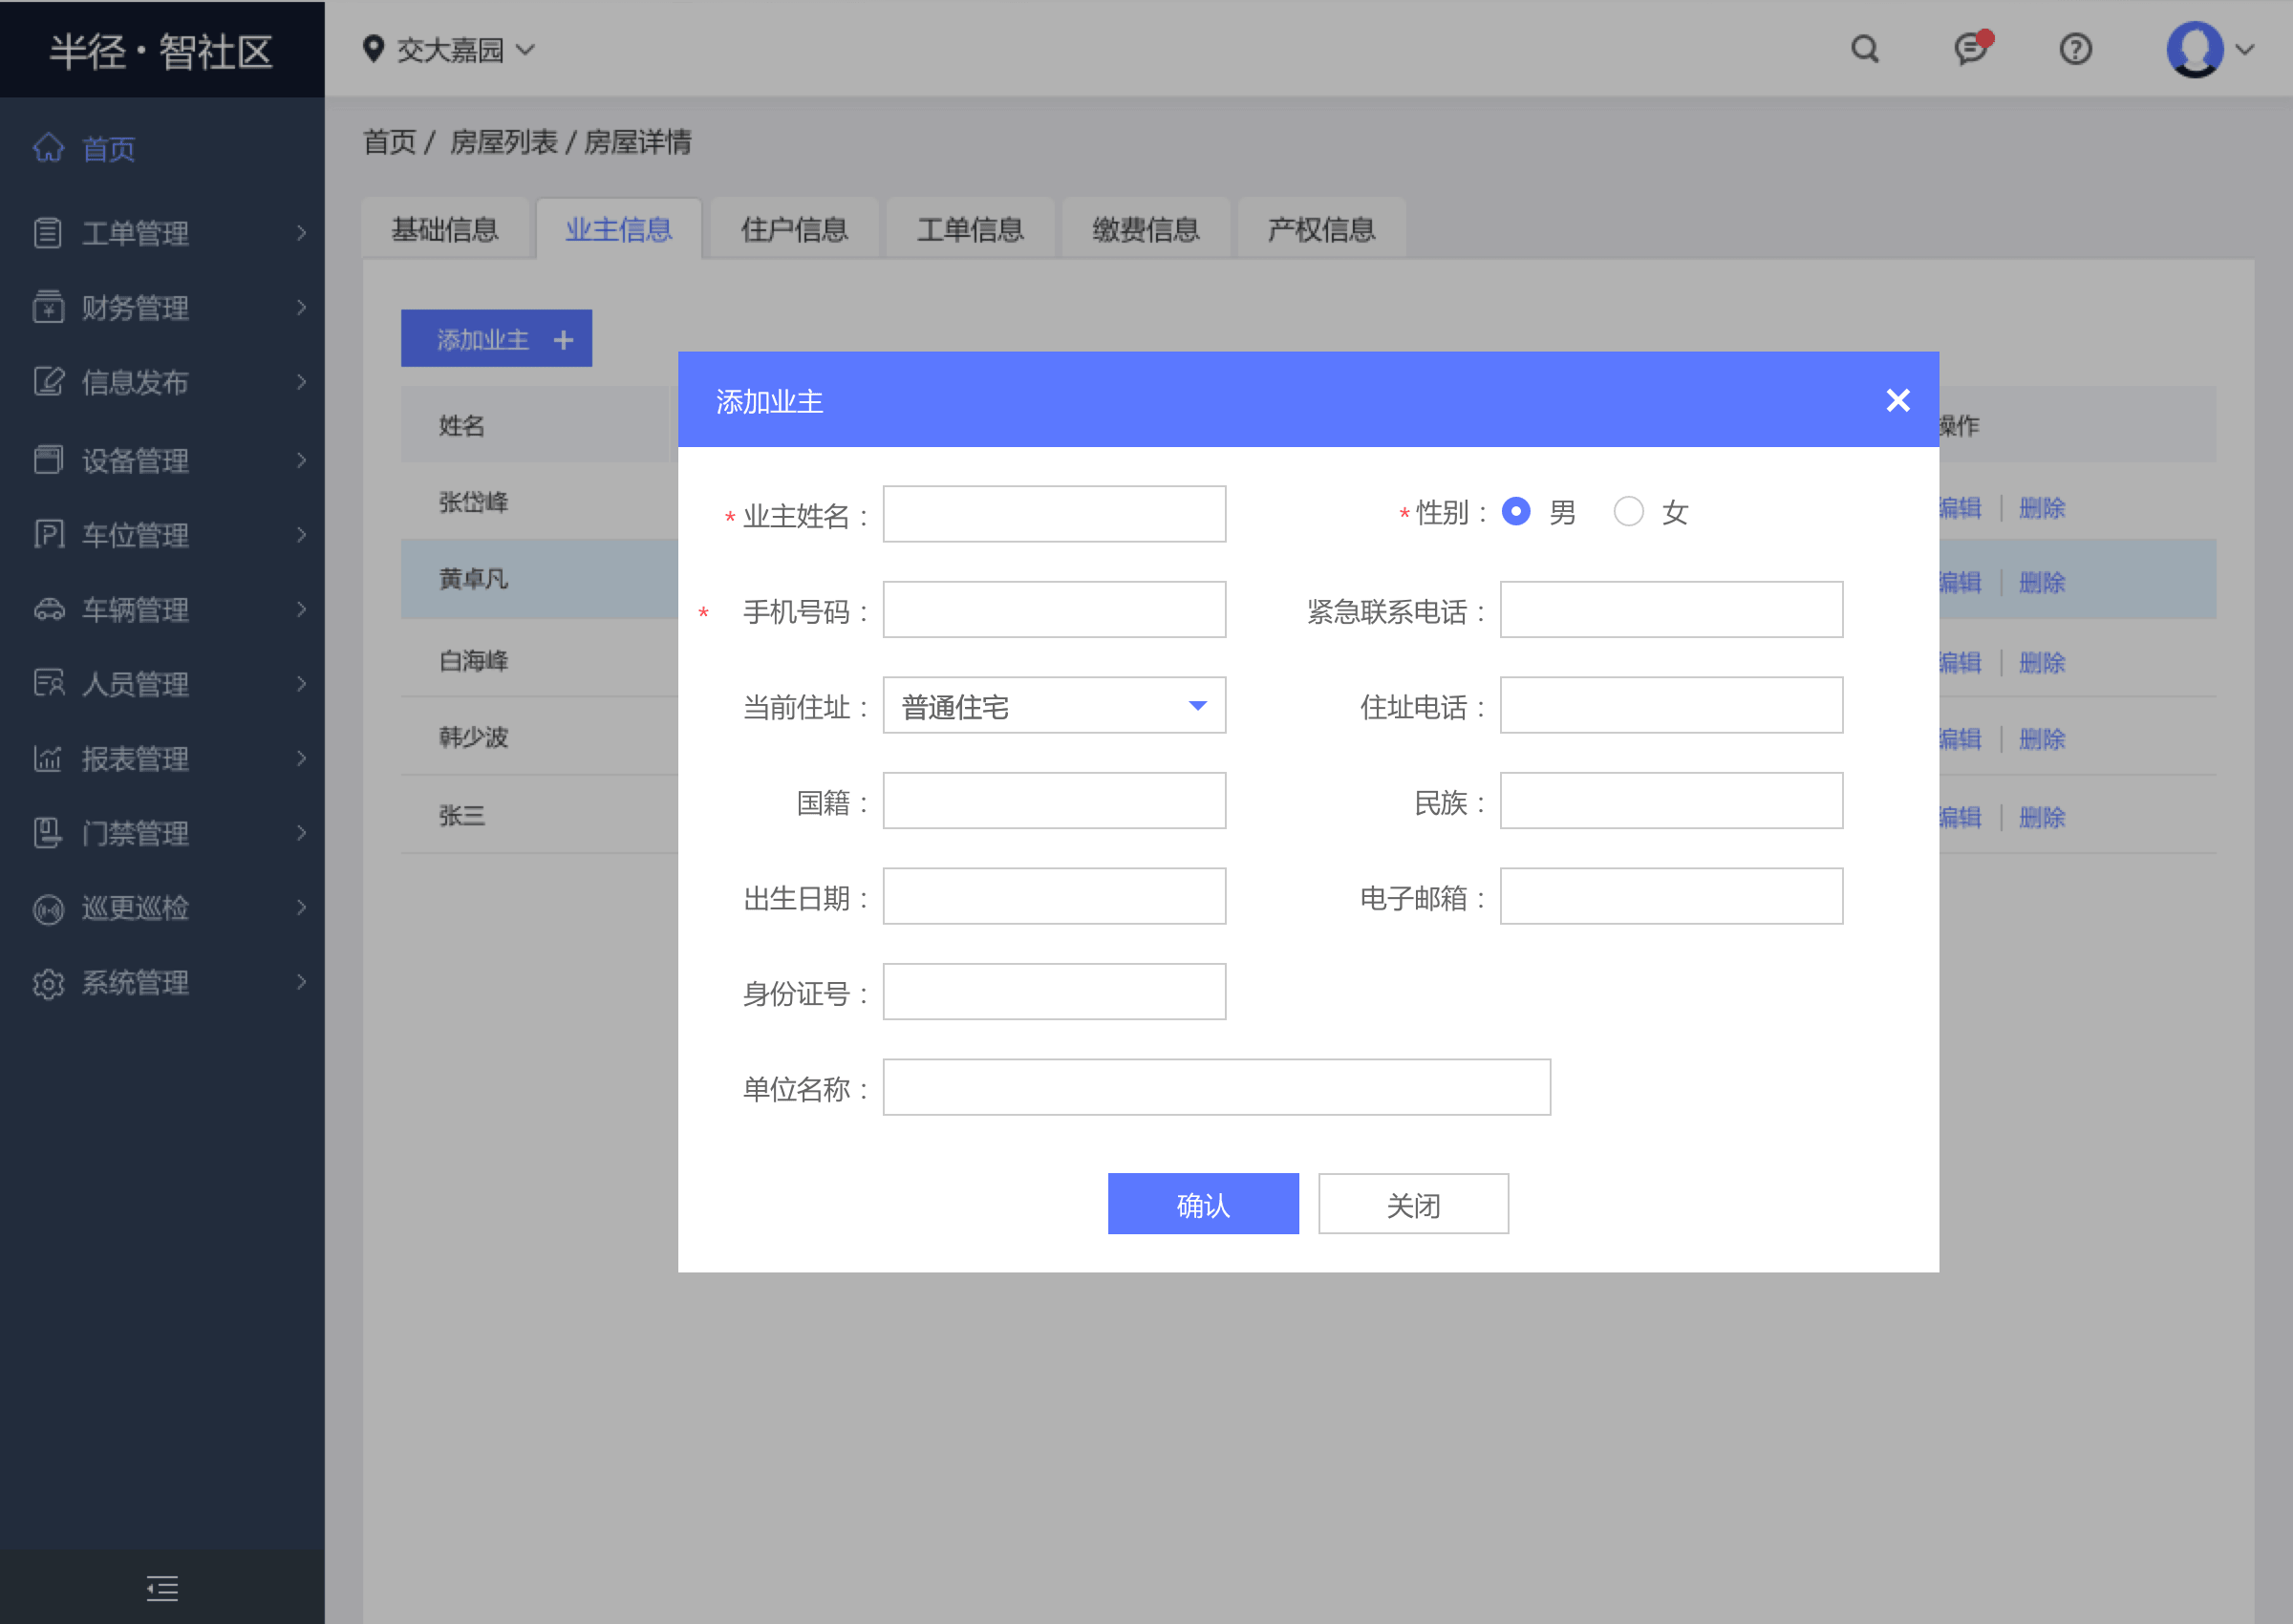 半径·智社区
交大嘉园
首页
工单管理
财务管理
信息发布
设备管理
车位管理
车辆管理
人员管理
报表管理
门禁管理
巡更巡检
系统管理
首页 / 房屋列表 / 房屋详情
基础信息 业主信息 住户信息 工单信息 缴费信息 产权信息
添加业主 +
姓名 操作
张岱峰 编辑 | 删除
黄卓凡 编辑 | 删除
白海峰 编辑 | 删除
韩少波 编辑 | 删除
张三 编辑 | 删除
添加业主
* 业主姓名： * 性别： 男 女
* 手机号码： 紧急联系电话：
当前住址： 普通住宅 住址电话：
国籍： 民族：
出生日期： 电子邮箱：
身份证号：
单位名称：
确认 关闭